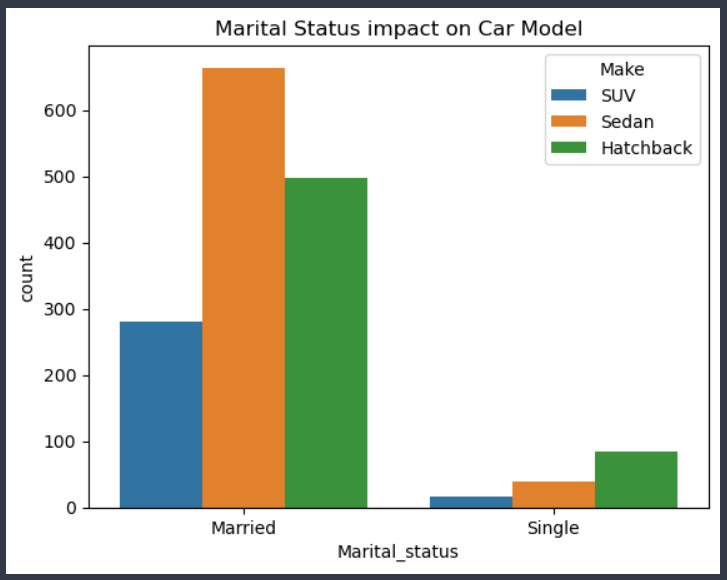 Marital Status impact on Car Model
Make
SUV
Sedan
Hatchback
600
500
400
300
200
100
0
count
Married
Single
Marital_status